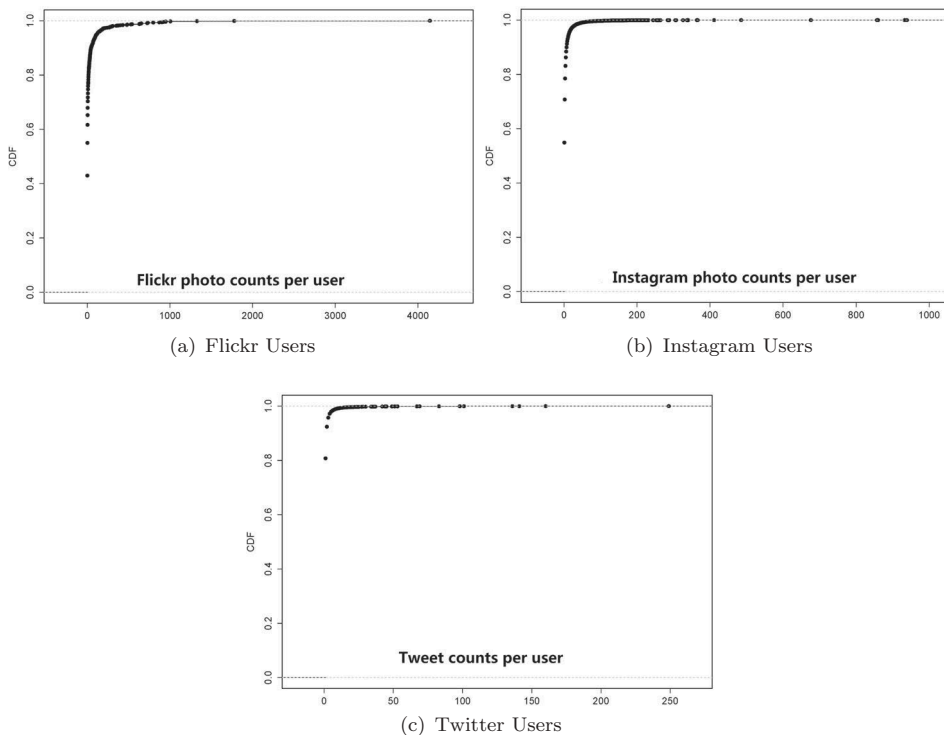 1.0
0.8
0.6
0.4
0.2
0.0
CDF
Flickr photo counts per user
0 1000 2000 3000 4000
(a) Flickr Users
1.0
0.8
0.6
0.4
0.2
0.0
CDF
Instagram photo counts per user
0 200 400 600 800 1000
(b) Instagram Users
1.0
0.8
0.6
0.4
0.2
0.0
CDF
Tweet counts per user
0 50 100 150 200 250
(c) Twitter Users